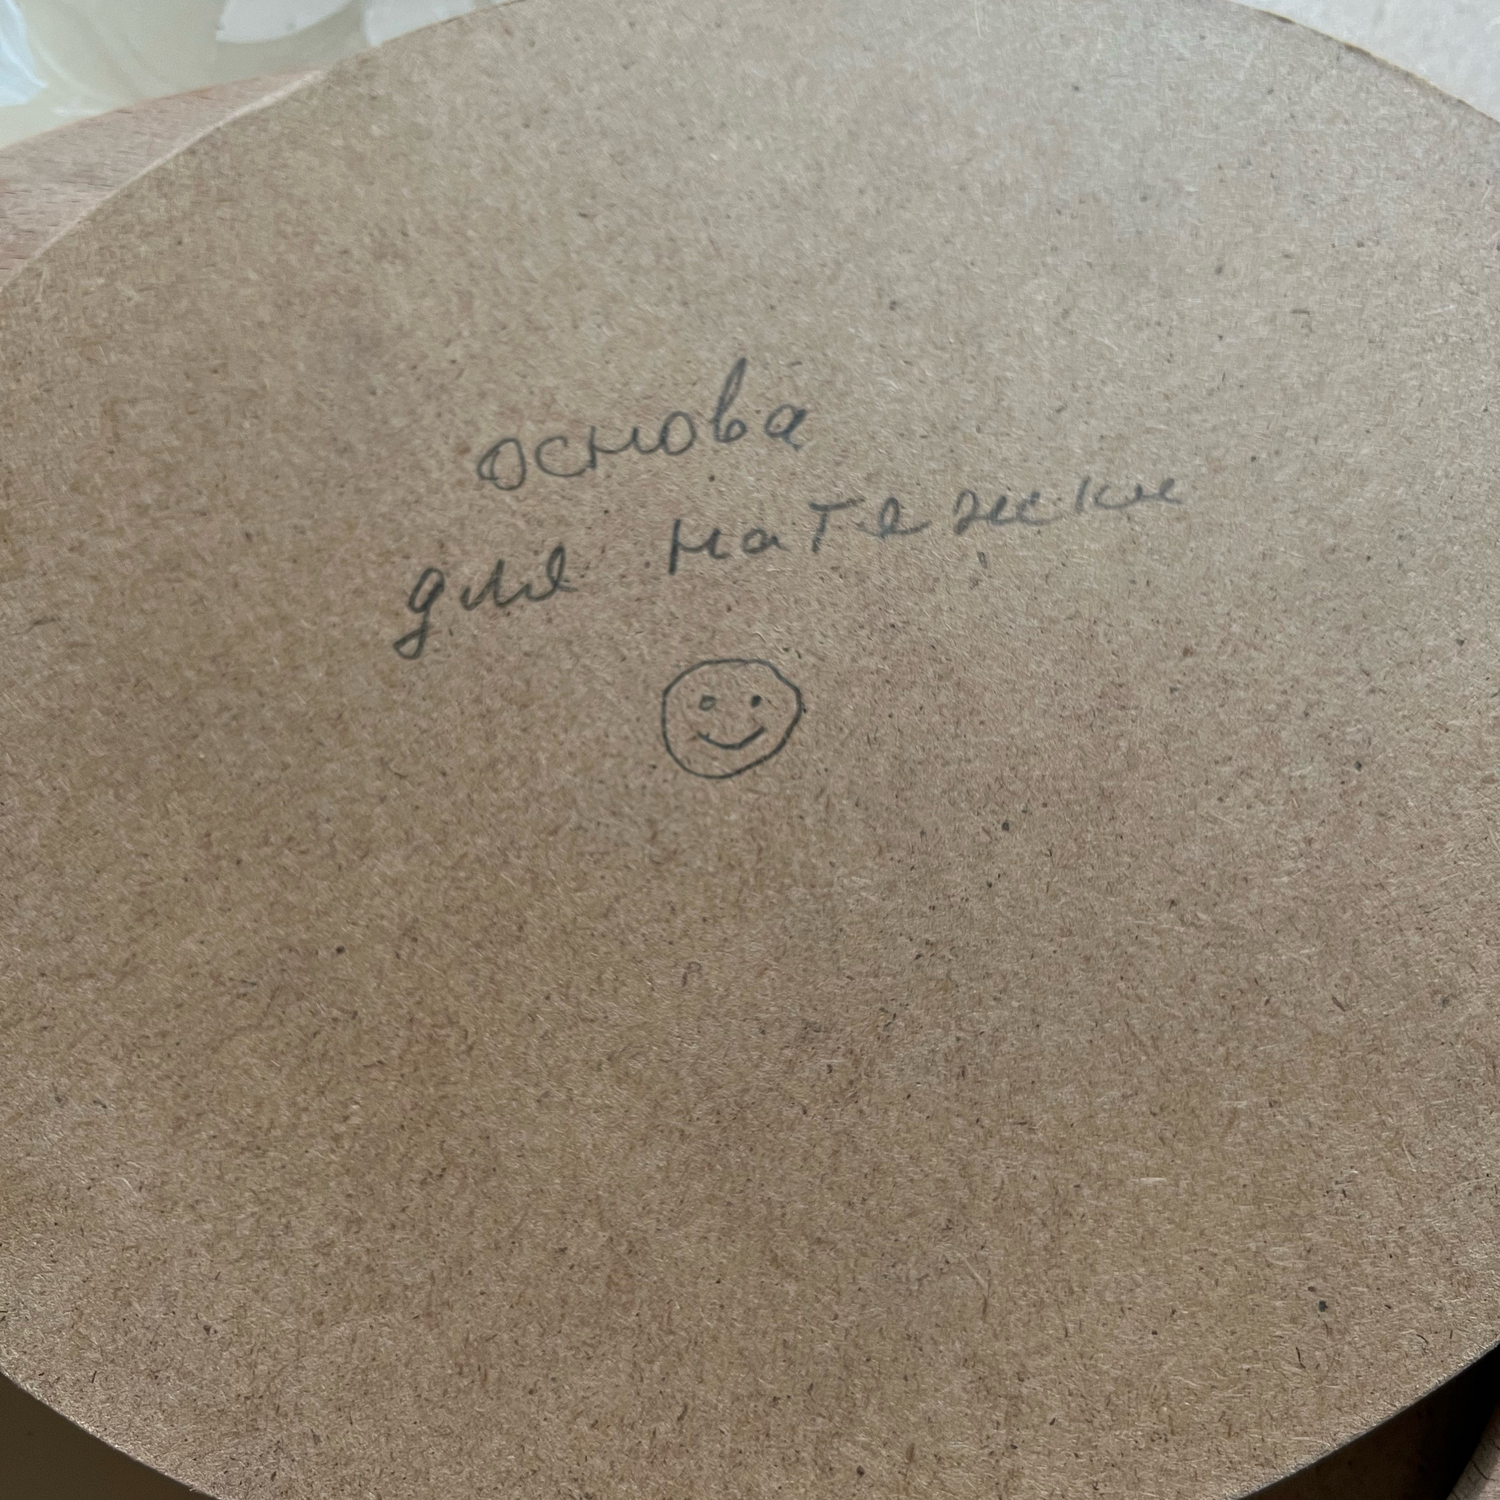 основа
для натяжки